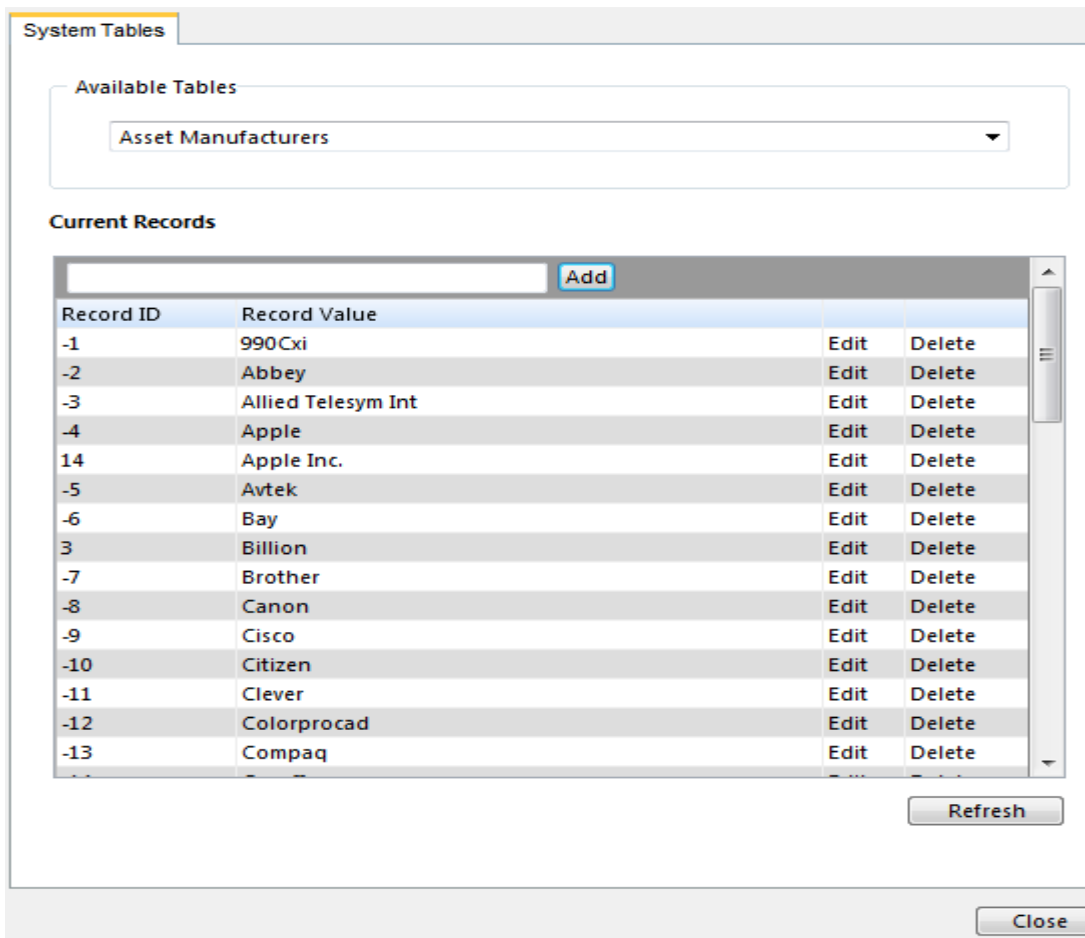 System Tables
Available Tables
Asset Manufacturers
Current Records
Add
Record ID Record Value
-1 990Cxi Edit Delete
-2 Abbey Edit Delete
-3 Allied Telesym Int Edit Delete
-4 Apple Edit Delete
14 Apple Inc. Edit Delete
-5 Avtek Edit Delete
-6 Bay Edit Delete
3 Billion Edit Delete
-7 Brother Edit Delete
-8 Canon Edit Delete
-9 Cisco Edit Delete
-10 Citizen Edit Delete
-11 Clever Edit Delete
-12 Colorprocad Edit Delete
-13 Compaq Edit Delete
Refresh
Close